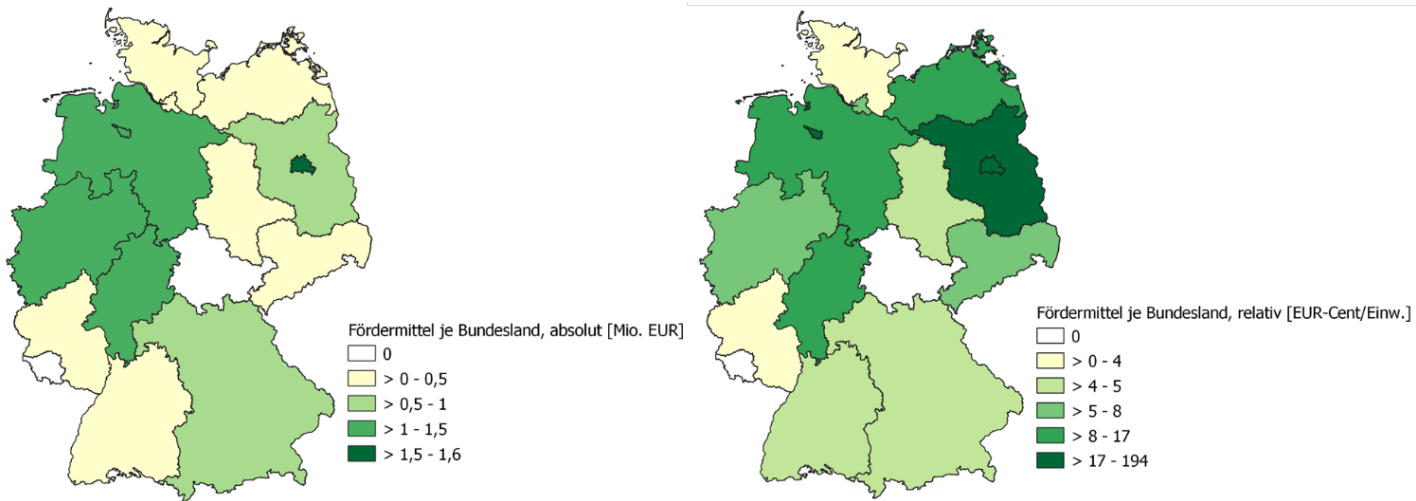 Fördermittel je Bundesland, absolut [Mio. EUR]
0
> 0 - 0,5
> 0,5 - 1
> 1 - 1,5
> 1,5 - 1,6
Fördermittel je Bundesland, relativ [EUR-Cent/Einw.]
0
> 0 - 4
> 4 - 5
> 5 - 8
> 8 - 17
> 17 - 194